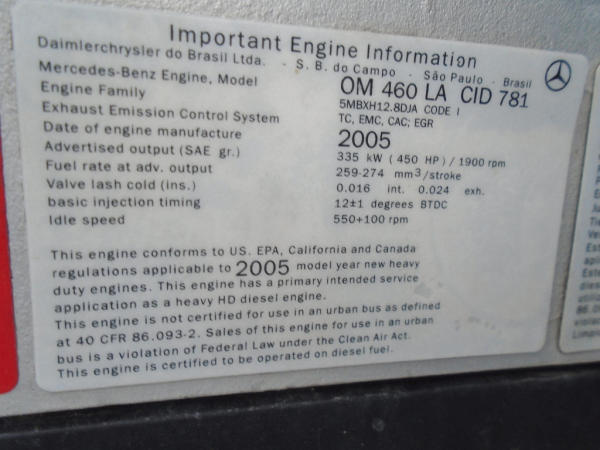 Important Engine Information
Daimlerchrysler do Brasil Ltda. - S. B. do Campo - São Paulo - Brasil
Mercedes-Benz Engine, Model OM 460 LA CID 781
Engine Family 5MBXH12.8DJA CODE I
Exhaust Emission Control System TC, EMC, CAC; EGR
Date of engine manufacture 2005
Advertised output (SAE gr.) 335 kW (450 HP) / 1900 rpm
Fuel rate at adv. output 259-274 mm³/stroke
Valve lash cold (ins.) 0.016 int. 0.024 exh.
basic injection timing 12±1 degrees BTDC
Idle speed 550+100 rpm
This engine conforms to US. EPA, California and Canada
regulations applicable to 2005 model year new heavy
duty engines. This engine has a primary intended service
application as a heavy HD diesel engine.
This engine is not certified for use in an urban bus as defined
at 40 CFR 86.093-2. Sales of this engine for use in an urban
bus is a violation of Federal Law under the Clean Air Act.
This engine is certified to be operated on diesel fuel.